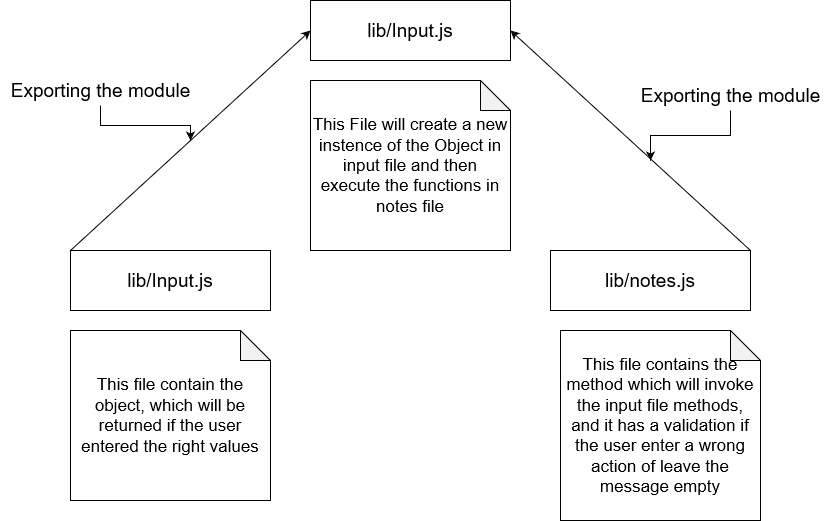 lib/Input.js
Exporting the module
Exporting the module
This File will create a new
instence of the Object in
input file and then
execute the functions in
notes file
lib/Input.js
lib/notes.js
This file contain the
object, which will be
returned if the user
entered the right values
This file contains the
method which will invoke
the input file methods,
and it has a validation if
the user enter a wrong
action of leave the
message empty